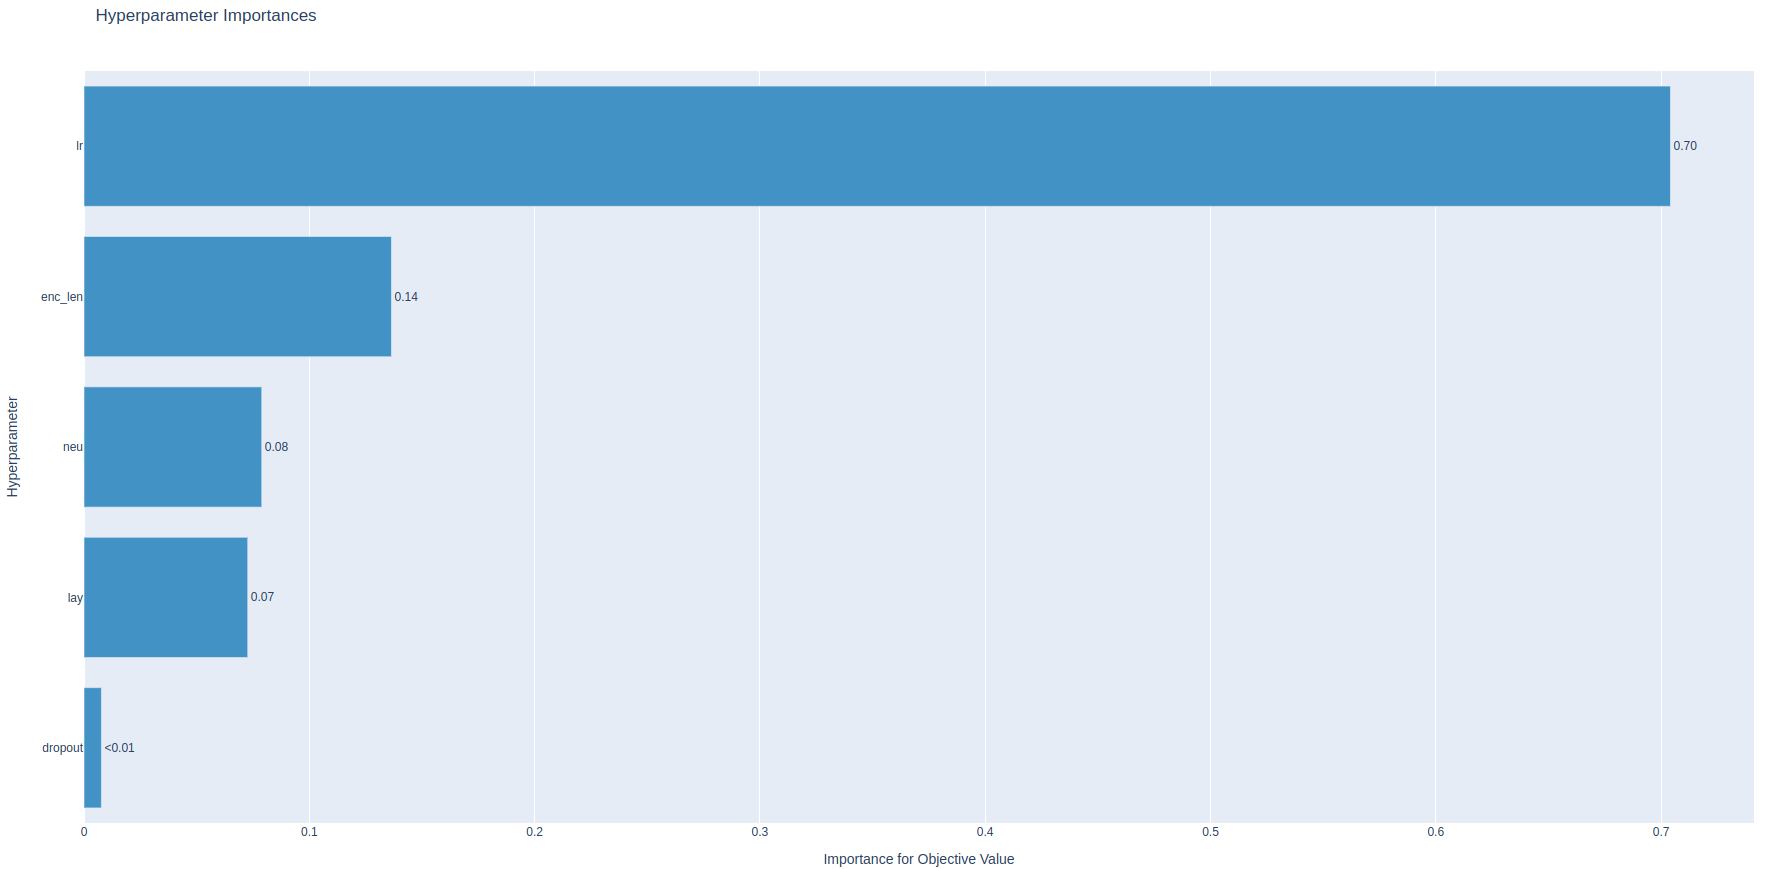 Hyperparameter Importances
lr
0.70
enc_len
0.14
neu
0.08
Hyperparameter
lay
0.07
dropout
<0.01
0 0.1 0.2 0.3 0.4 0.5 0.6 0.7
Importance for Objective Value